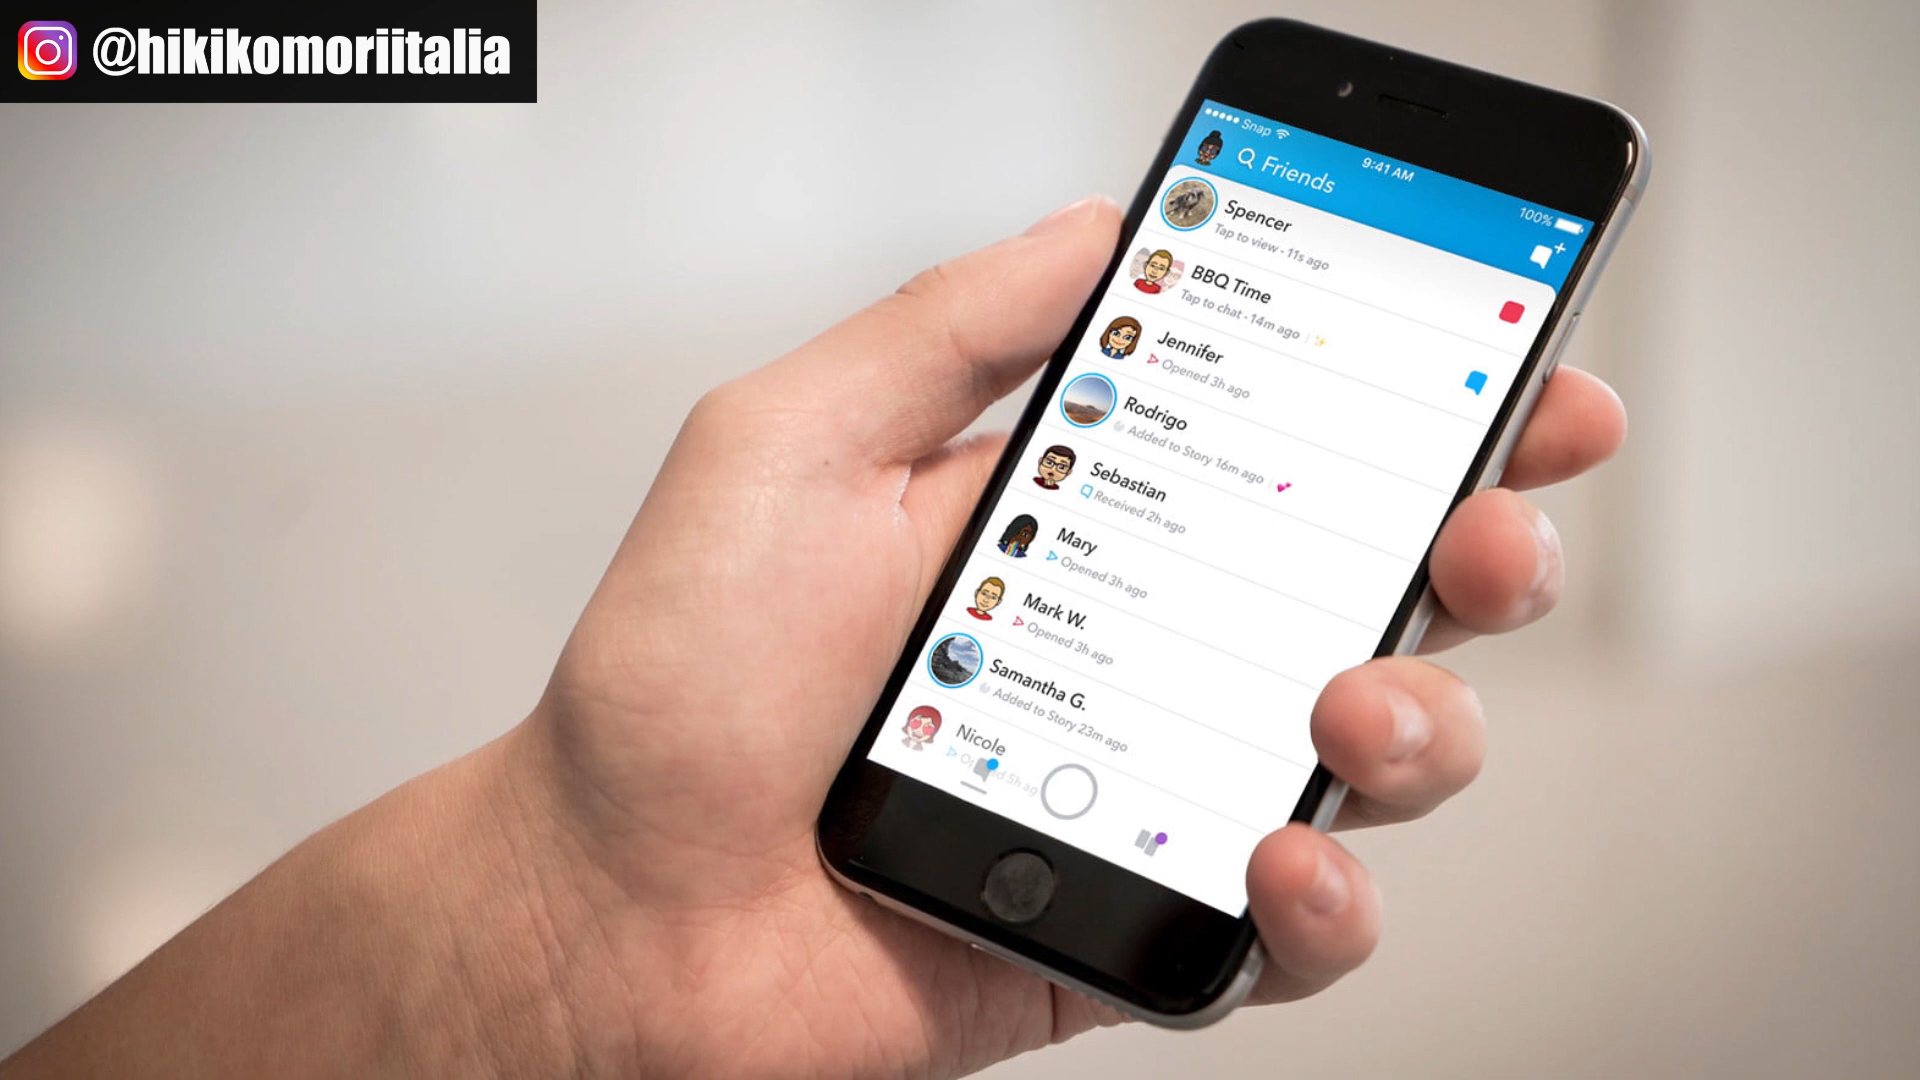 @hikikomoriitalia
Snap
9:41 AM
100%
Friends
Spencer
Tap to view - 11s ago
BBQ Time
Tap to chat - 14m ago
Jennifer
Opened 3h ago
Rodrigo
Added to Story 16m ago
Sebastian
Received 2h ago
Mary
Opened 3h ago
Mark W.
Opened 3h ago
Samantha G.
Added to Story 23m ago
Nicole